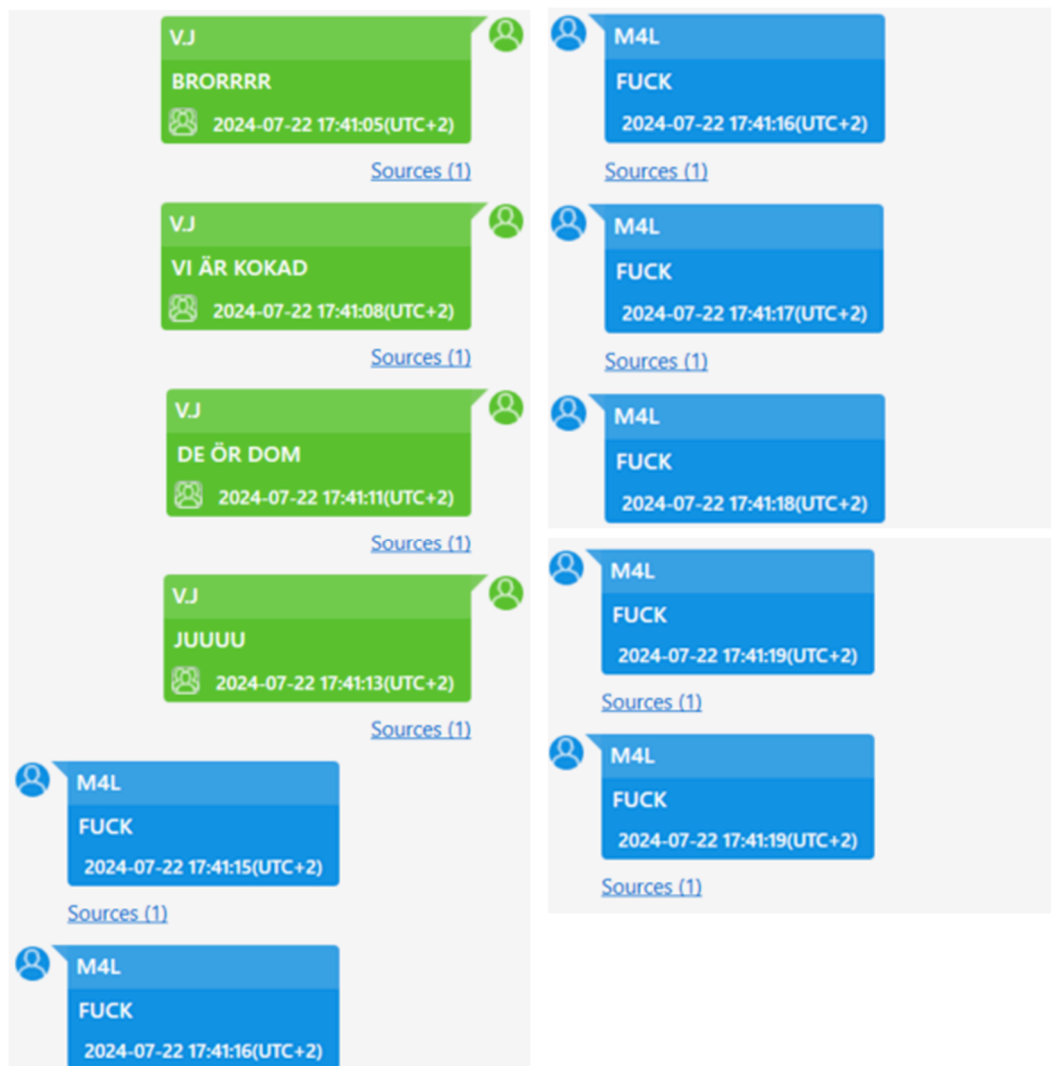 V.J
BRORRRR
2024-07-22 17:41:05(UTC+2)
Sources (1)
V.J
VI ÄR KOKAD
2024-07-22 17:41:08(UTC+2)
Sources (1)
V.J
DE ÖR DOM
2024-07-22 17:41:11(UTC+2)
Sources (1)
V.J
JUUUU
2024-07-22 17:41:13(UTC+2)
Sources (1)
M4L
FUCK
2024-07-22 17:41:15(UTC+2)
Sources (1)
M4L
FUCK
2024-07-22 17:41:16(UTC+2)
M4L
FUCK
2024-07-22 17:41:16(UTC+2)
Sources (1)
M4L
FUCK
2024-07-22 17:41:17(UTC+2)
Sources (1)
M4L
FUCK
2024-07-22 17:41:18(UTC+2)
M4L
FUCK
2024-07-22 17:41:19(UTC+2)
Sources (1)
M4L
FUCK
2024-07-22 17:41:19(UTC+2)
Sources (1)